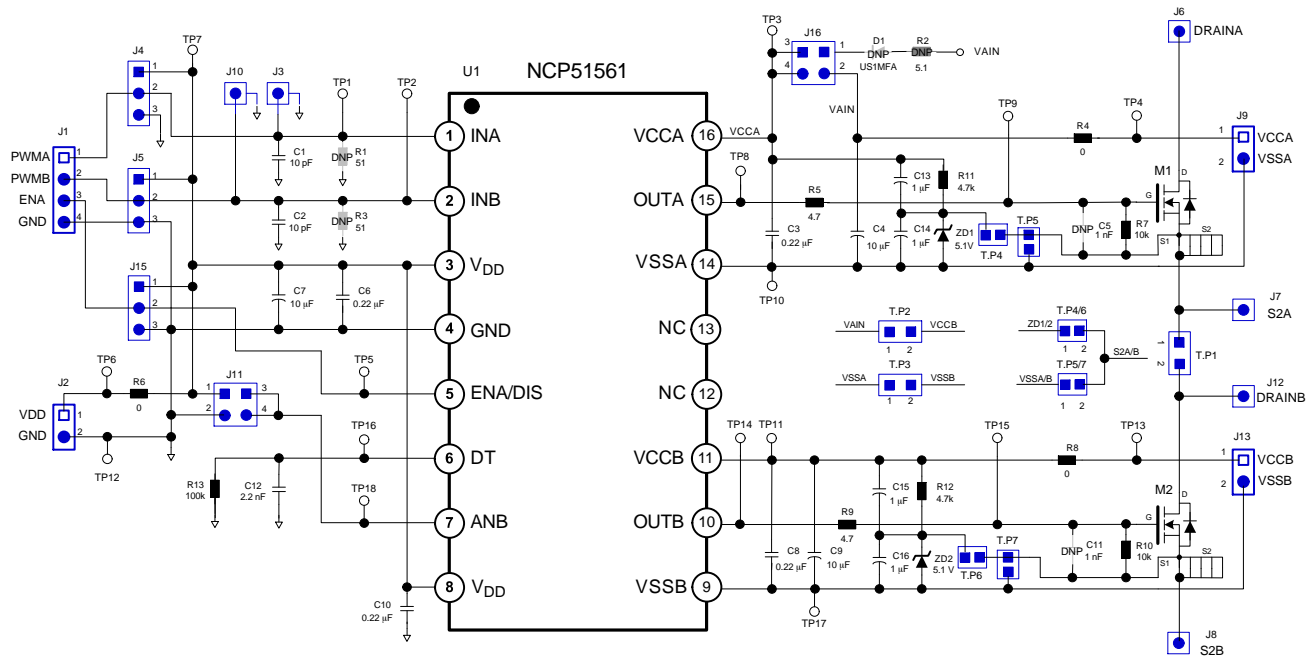 U1
NCP51561
1 INA
2 INB
3 VDD
4 GND
5 ENA/DIS
6 DT
7 ANB
8 VDD
VCCA 16
OUTA 15
VSSA 14
NC 13
NC 12
VCCB 11
OUTB 10
VSSB 9
J1
PWMA 1
PWMB 2
ENA 3
GND 4
J4
1
2
3
J5
1
2
3
J15
1
2
3
TP7
J10
J3
TP1
TP2
C1
10 pF
DNP R1
51
C2
10 pF
DNP R3
51
C7
10 µF
C6
0.22 µF
J2
VDD 1
GND 2
TP6
R6
0
J11
1 3
2 4
TP5
TP12
TP16
R13
100k
C12
2.2 nF
TP18
C10
0.22 µF
TP3
J16
3 1
4 2
D1
DNP
US1MFA
R2
DNP
5.1
VAIN
VAIN
VCCA
TP8
TP9
R4
0
TP4
J9
1 VCCA
2 VSSA
J6
DRAINA
R5
4.7
C3
0.22 µF
C4
10 µF
C13
1 µF
R11
4.7k
C14
1 µF
ZD1
5.1V
T.P4
T.P5
DNP C5
1 nF
R7
10k
M1
D
G
S1
S2
TP10
J7
S2A
VAIN T.P2 VCCB
1 2
VSSA T.P3 VSSB
1 2
ZD1/2 T.P4/6
1 2
S2A/B
VSSA/B T.P5/7
1 2
1
2
T.P1
J12
DRAINB
TP14
TP11
TP15
R8
0
TP13
J13
1 VCCB
2 VSSB
R9
4.7
C8
0.22 µF
C9
10 µF
C15
1 µF
R12
4.7k
C16
1 µF
ZD2
5.1 V
T.P6
T.P7
DNP C11
1 nF
R10
10k
M2
D
G
S1
S2
TP17
J8
S2B